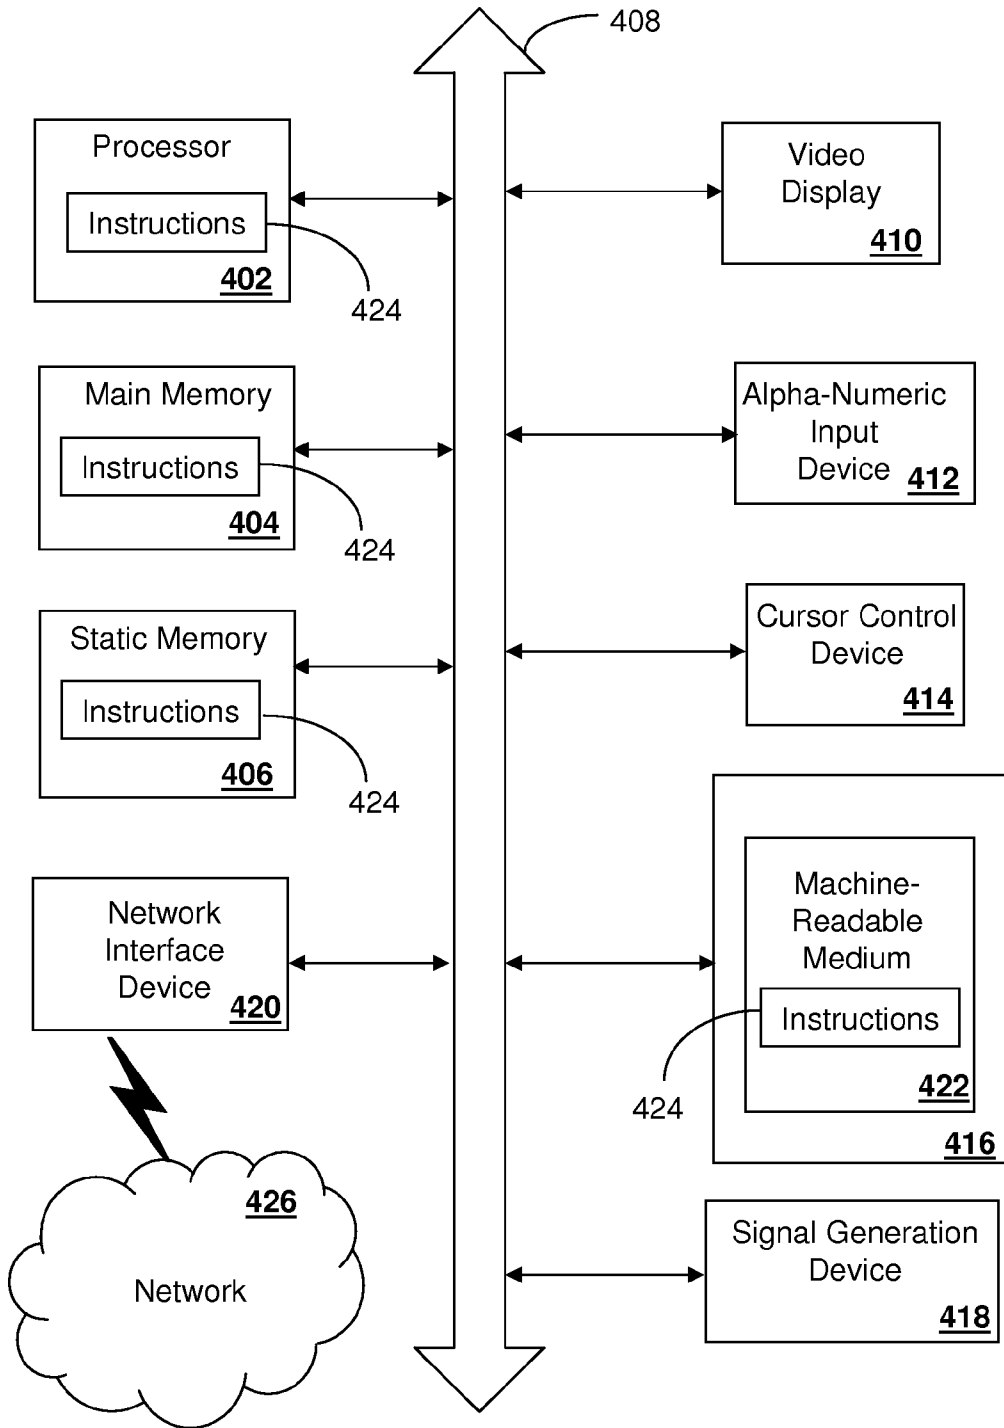 408
Processor
Instructions
402
424
Main Memory
Instructions
404
424
Static Memory
Instructions
406
424
Network
Interface
Device
420
426
Network
Video
Display
410
Alpha-Numeric
Input
Device
412
Cursor Control
Device
414
Machine-
Readable
Medium
Instructions
424
422
416
Signal Generation
Device
418